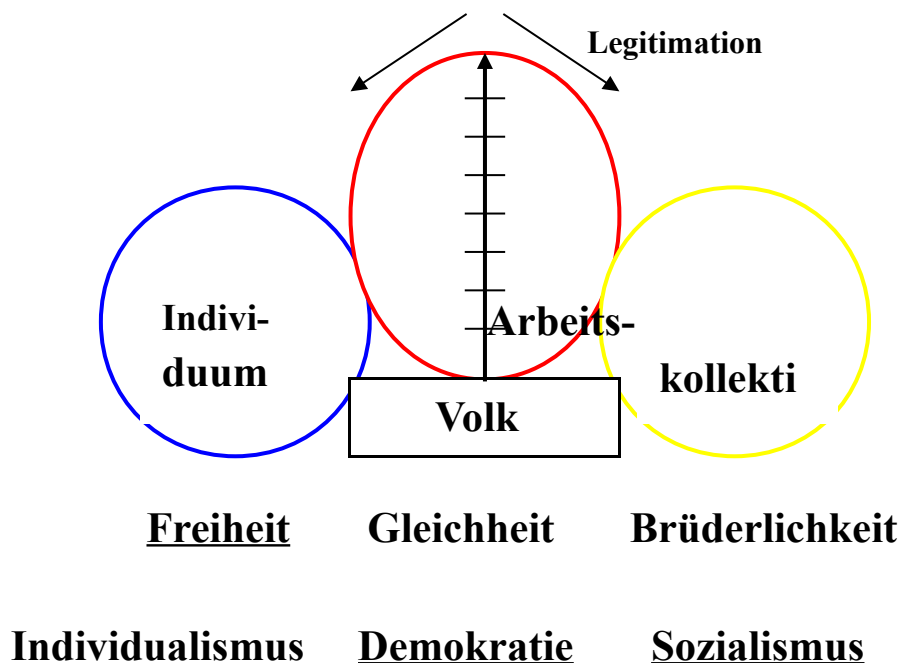 Legitimation
Indivi-
duum
Arbeits-
kollekti
Volk
Freiheit Gleichheit Brüderlichkeit
Individualismus Demokratie Sozialismus